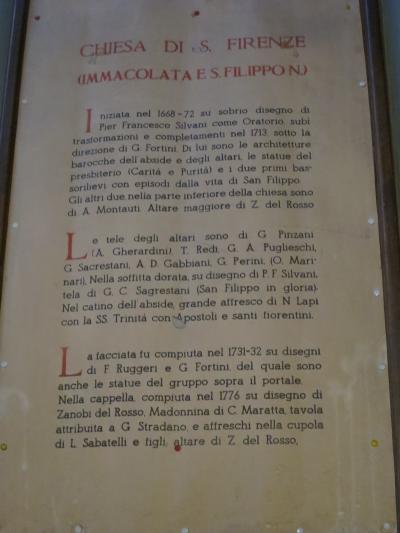 CHIESA DI S. FIRENZE
(IMMACOLATA E S. FILIPPO N.)
Iniziata nel 1668-72 su sobrio disegno di
Pier Francesco Silvani come Oratorio, subì
trasformazioni e completamenti nel 1713, sotto la
direzione di G. Fortini. Di lui sono le architetture
barocche dell'abside e degli altari, le statue del
presbiterio (Carità e Purità) e i due primi bas-
sorilievi con episodi dalla vita di San Filippo.
Gli altri due, nella parte inferiore della chiesa sono
di A. Montauti. Altare maggiore di Z. del Rosso
Le tele degli altari sono di G. Pinzani
(A. Gherardini), T. Redi, G. A. Puglieschi,
G. Sacrestani, A. D. Gabbiani, G. Perini, (O. Mari-
nari), Nella soffitta dorata, su disegno di P. F. Silvani,
tela di G. C. Sagrestani (San Filippo in gloria).
Nel catino dell'abside, grande affresco di N. Lapi
con la SS. Trinità con Apostoli e santi fiorentini.
La facciata fu compiuta nel 1731-32 su disegni
di F. Ruggeri e G. Fortini, del quale sono
anche le statue del gruppo sopra il portale.
Nella cappella, compiuta nel 1776 su disegno di
Zanobi del Rosso, Madonnina di C. Maratta, tavola
attribuita a G. Stradano, e affreschi nella cupola
di L. Sabatelli e figli, altare di Z. del Rosso,